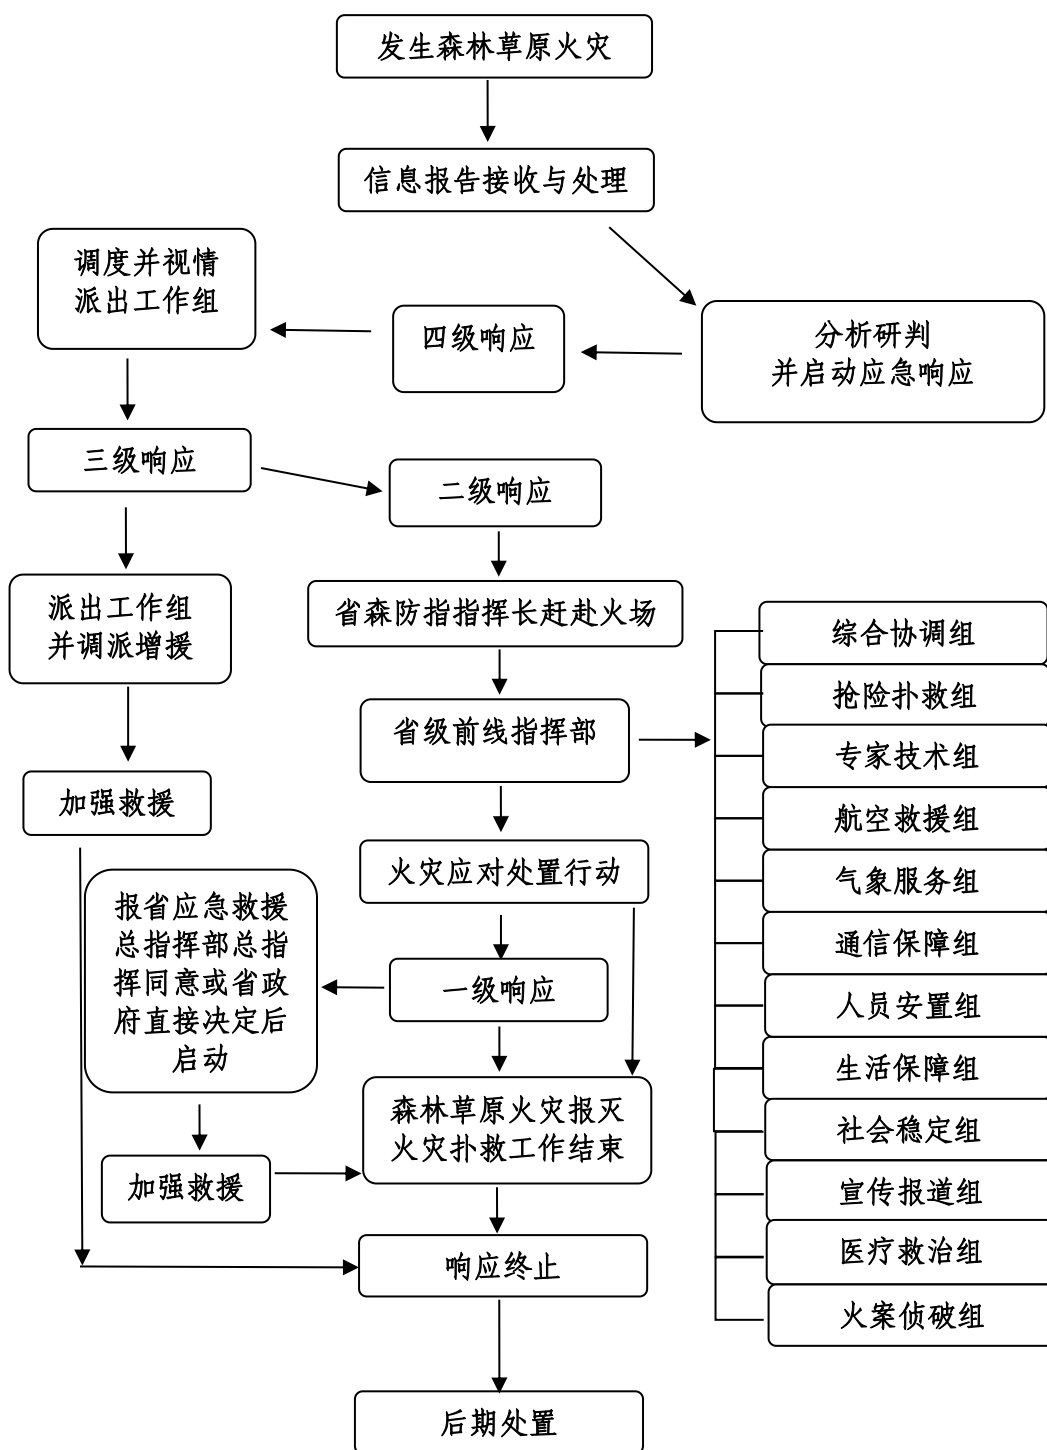 发生森林草原火灾
信息报告接收与处理
调度并视情
派出工作组
四级响应
分析研判
并启动应急响应
三级响应
二级响应
派出工作组
并调派增援
省森防指指挥长赶赴火场
省级前线指挥部
加强救援
火灾应对处置行动
报省应急救援
总指挥部总指
挥同意或省政
府直接决定后
启动
一级响应
森林草原火灾报灭
火灾扑救工作结束
加强救援
响应终止
后期处置
综合协调组
抢险扑救组
专家技术组
航空救援组
气象服务组
通信保障组
人员安置组
生活保障组
社会稳定组
宣传报道组
医疗救治组
火案侦破组